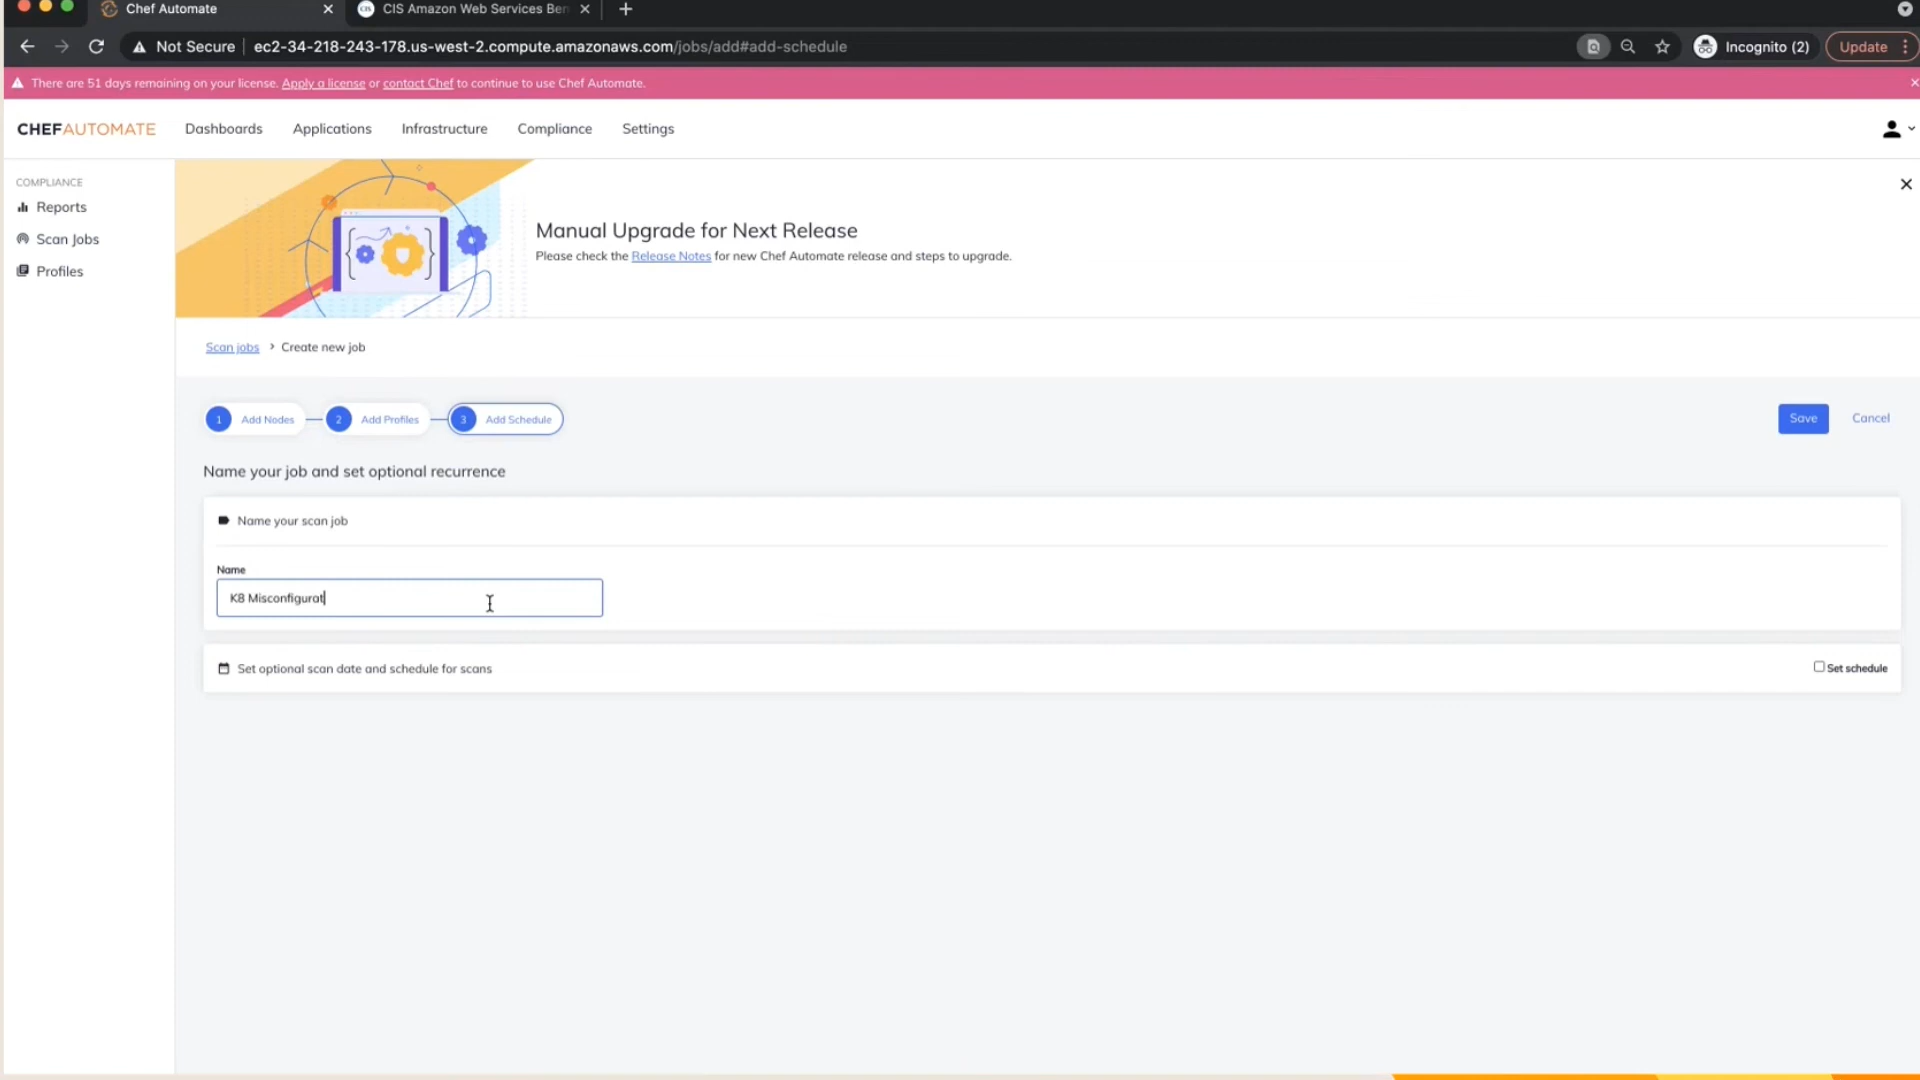 Chef Automate
CIS Amazon Web Services Ben
Not Secure
ec2-34-218-243-178.us-west-2.compute.amazonaws.com/jobs/add#add-schedule
Incognito (2)
Update
There are 51 days remaining on your license. Apply a license or contact Chef to continue to use Chef Automate.
CHEFAUTOMATE
Dashboards
Applications
Infrastructure
Compliance
Settings
COMPLIANCE
Reports
Scan Jobs
Profiles
Manual Upgrade for Next Release
Please check the Release Notes for new Chef Automate release and steps to upgrade.
Scan jobs > Create new job
1 Add Nodes
2 Add Profiles
3 Add Schedule
Save
Cancel
Name your job and set optional recurrence
Name your scan job
Name
K8 Misconfigurat
Set optional scan date and schedule for scans
Set schedule